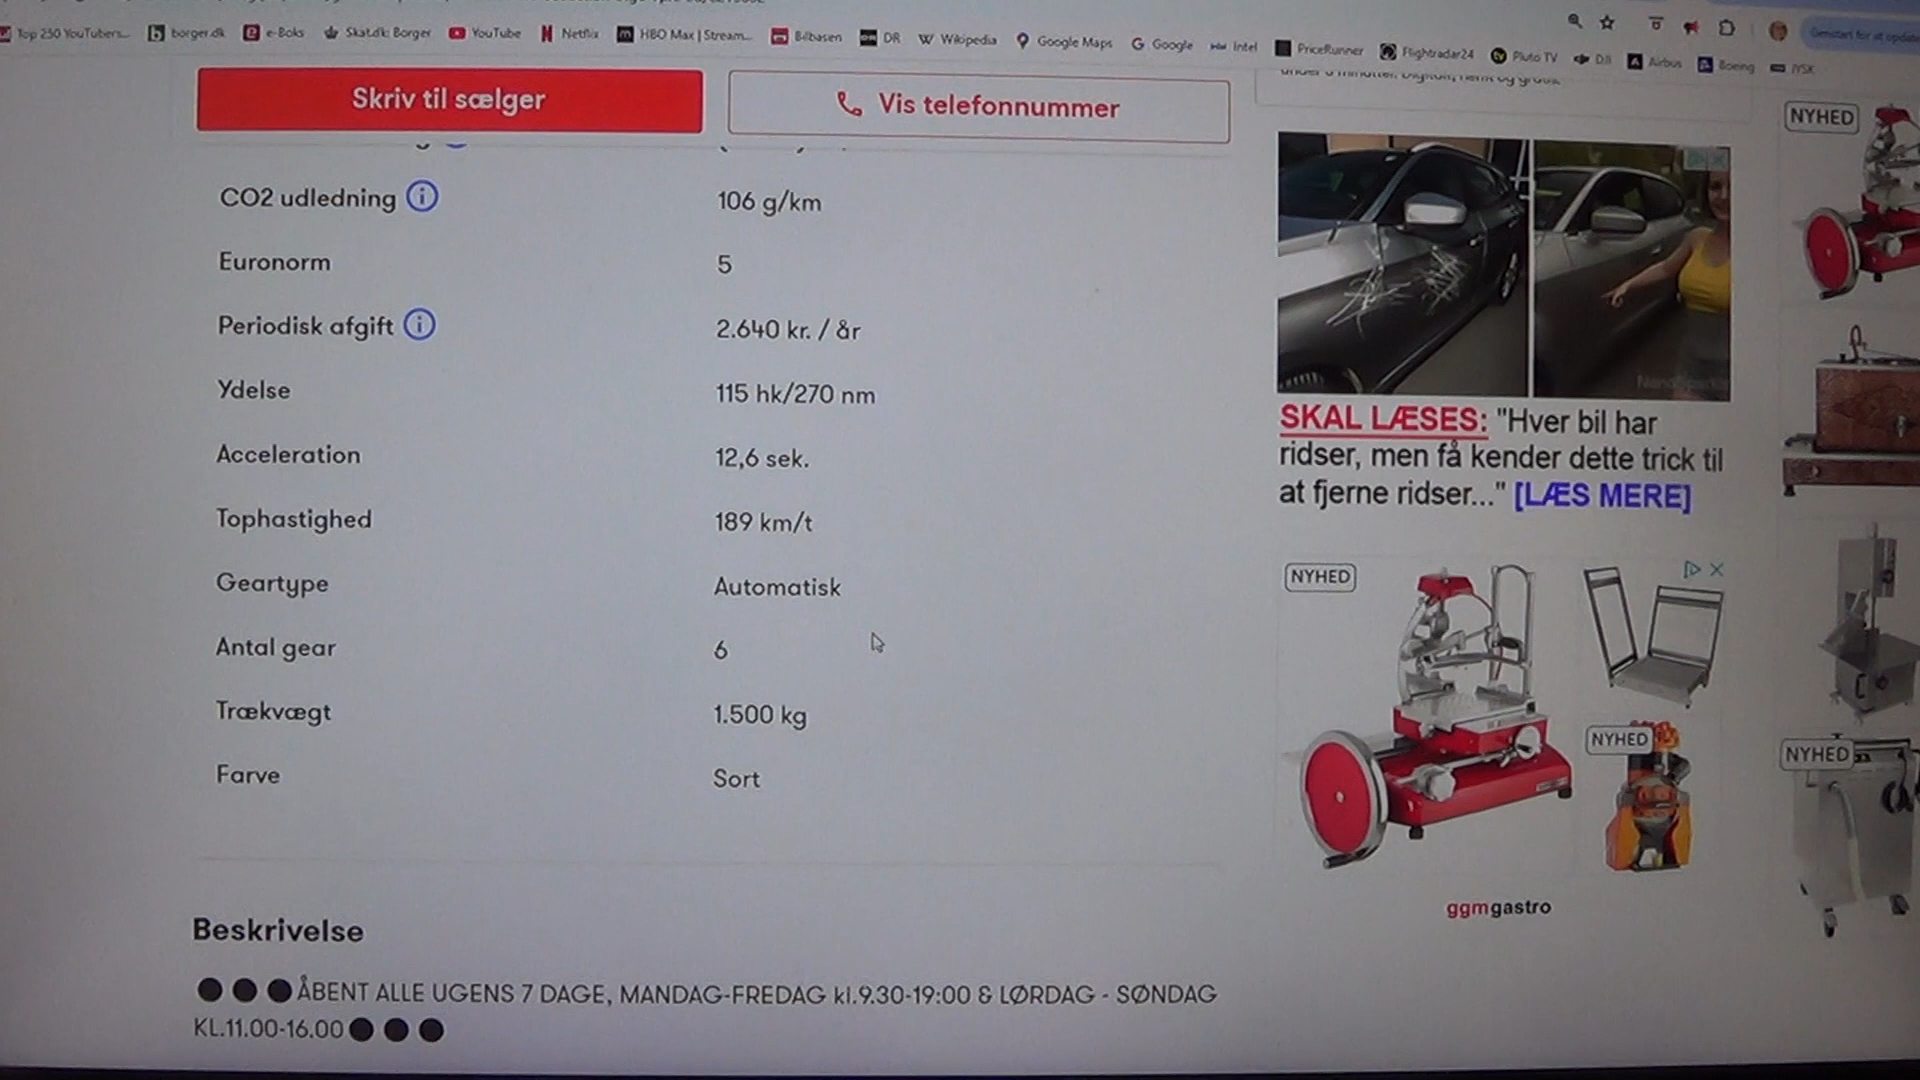 Top 250 YouTubers...
borger.dk
e-Boks
Skat.dk: Borger
YouTube
Netflix
HBO Max | Stream...
Bilbasen
DR
Wikipedia
Google Maps
Google
Intel
PriceRunner
Flightradar24
Pluto TV
DJI
Airbus
Boeing
JYSK
Skriv til sælger
Vis telefonnummer
CO2 udledning
106 g/km
Euronorm
5
Periodisk afgift
2.640 kr. / år
Ydelse
115 hk/270 nm
Acceleration
12,6 sek.
Tophastighed
189 km/t
Geartype
Automatisk
Antal gear
6
Trækvægt
1.500 kg
Farve
Sort
Beskrivelse
ÅBENT ALLE UGENS 7 DAGE, MANDAG-FREDAG kl.9.30-19:00 & LØRDAG - SØNDAG
KL.11.00-16.00
SKAL LÆSES: "Hver bil har
ridser, men få kender dette trick til
at fjerne ridser..." [LÆS MERE]
NYHED
NYHED
ggmgastro
NYHED
NYHED